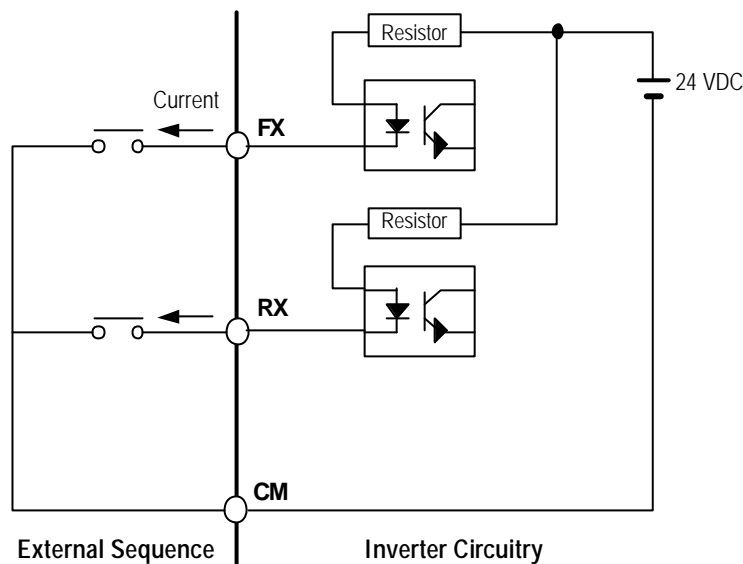 Resistor
24 VDC
Current
FX
Resistor
RX
CM
External Sequence
Inverter Circuitry